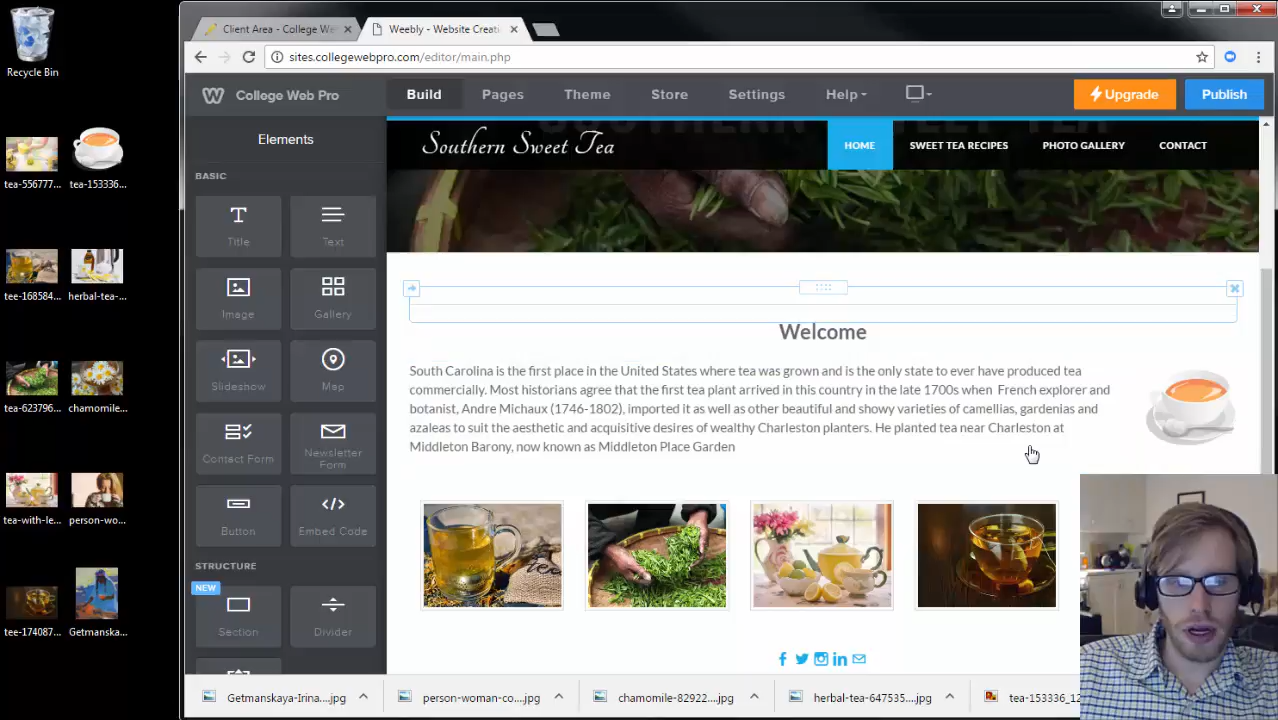 Recycle Bin
tea-556777...
tea-153336...
tee-168584...
herbal-tea-...
tea-623796...
chamomile...
tea-with-le...
person-wo...
tee-174087...
Getmanska...
Client Area - College We
Weebly - Website Creati
sites.collegewebpro.com/editor/main.php
College Web Pro
Build
Pages
Theme
Store
Settings
Help
Upgrade
Publish
Elements
BASIC
Title
Text
Image
Gallery
Slideshow
Map
Contact Form
Newsletter
Form
Button
Embed Code
STRUCTURE
NEW
Section
Divider
SOUTHERN SWEET TEA
Southern Sweet Tea
HOME
SWEET TEA RECIPES
PHOTO GALLERY
CONTACT
Welcome
South Carolina is the first place in the United States where tea was grown and is the only state to ever have produced tea
commercially. Most historians agree that the first tea plant arrived in this country in the late 1700s when French explorer and
botanist, Andre Michaux (1746-1802), imported it as well as other beautiful and showy varieties of camellias, gardenias and
azaleas to suit the aesthetic and acquisitive desires of wealthy Charleston planters. He planted tea near Charleston at
Middleton Barony, now known as Middleton Place Garden
Getmanskaya-Irina....jpg
person-woman-co....jpg
chamomile-82922....jpg
herbal-tea-647535....jpg
tea-153336_12